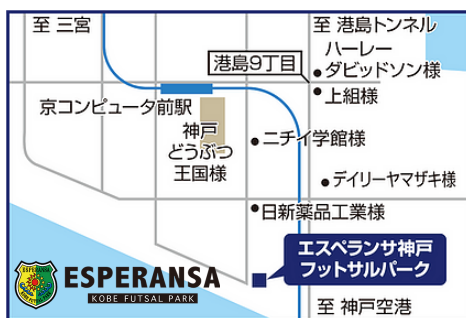 至 三宮
至 港島トンネル
ハーレー
ダビッドソン様
港島9丁目
上組様
京コンピュータ前駅
神戸
どうぶつ
王国様
ニチイ学館様
デイリーヤマザキ様
日新薬品工業様
エスペランサ神戸
フットサルパーク
ESPERANSA
KOBE FUTSAL PARK
至 神戸空港